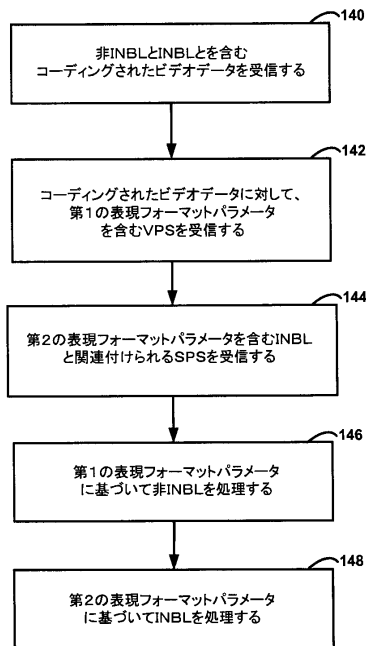 140
非INBLとINBLとを含む
コーディングされたビデオデータを受信する
142
コーディングされたビデオデータに対して、
第1の表現フォーマットパラメータ
を含むVPSを受信する
144
第2の表現フォーマットパラメータを含むINBL
と関連付けられるSPSを受信する
146
第1の表現フォーマットパラメータ
に基づいて非INBLを処理する
148
第2の表現フォーマットパラメータ
に基づいてINBLを処理する